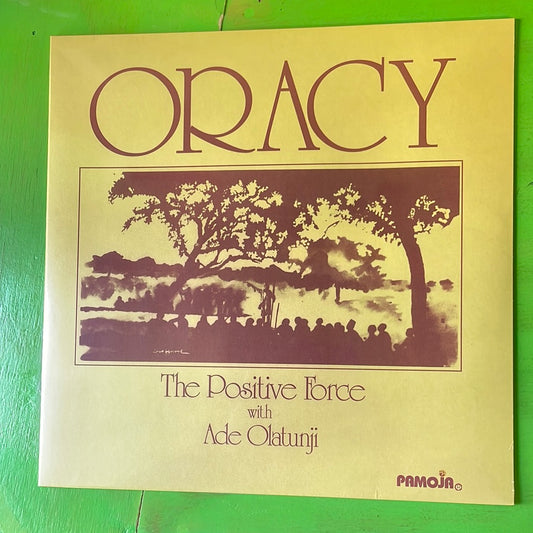 ORACY
The Positive Force
with
Ade Olatunji
PAMOJA